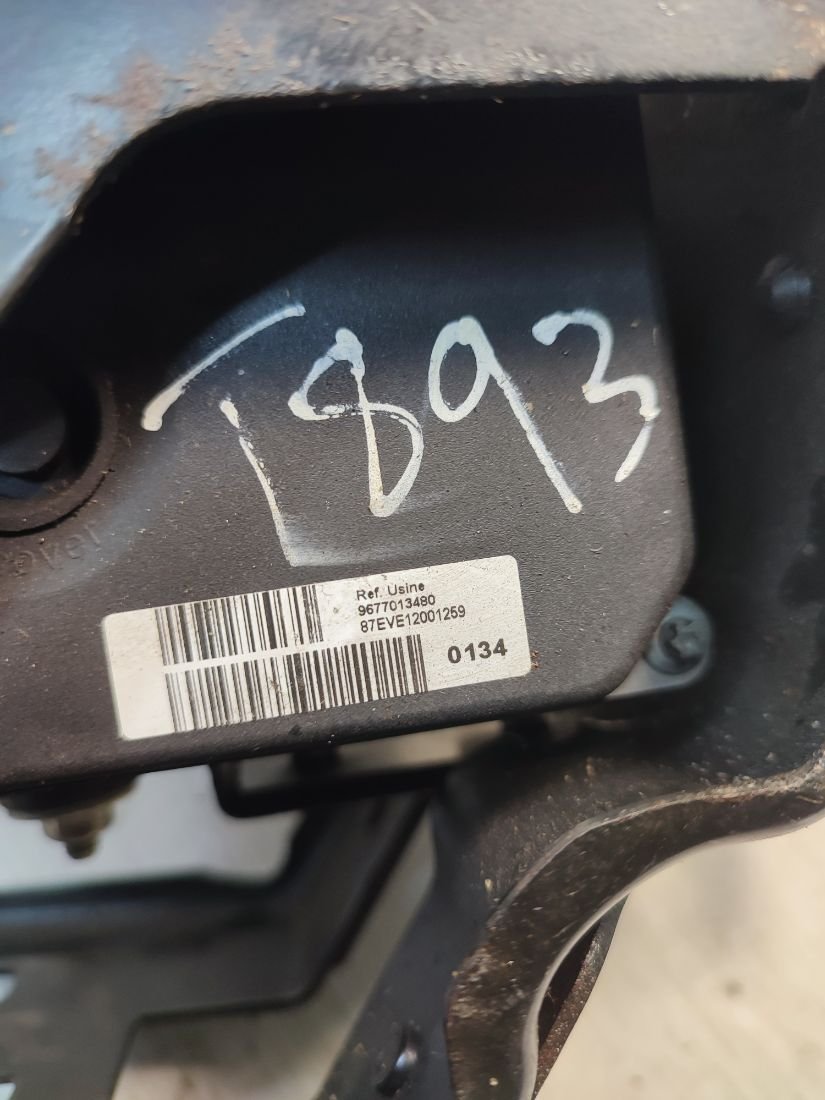 T893
Ref. Usine
9677013480
87EVE12001259
0134